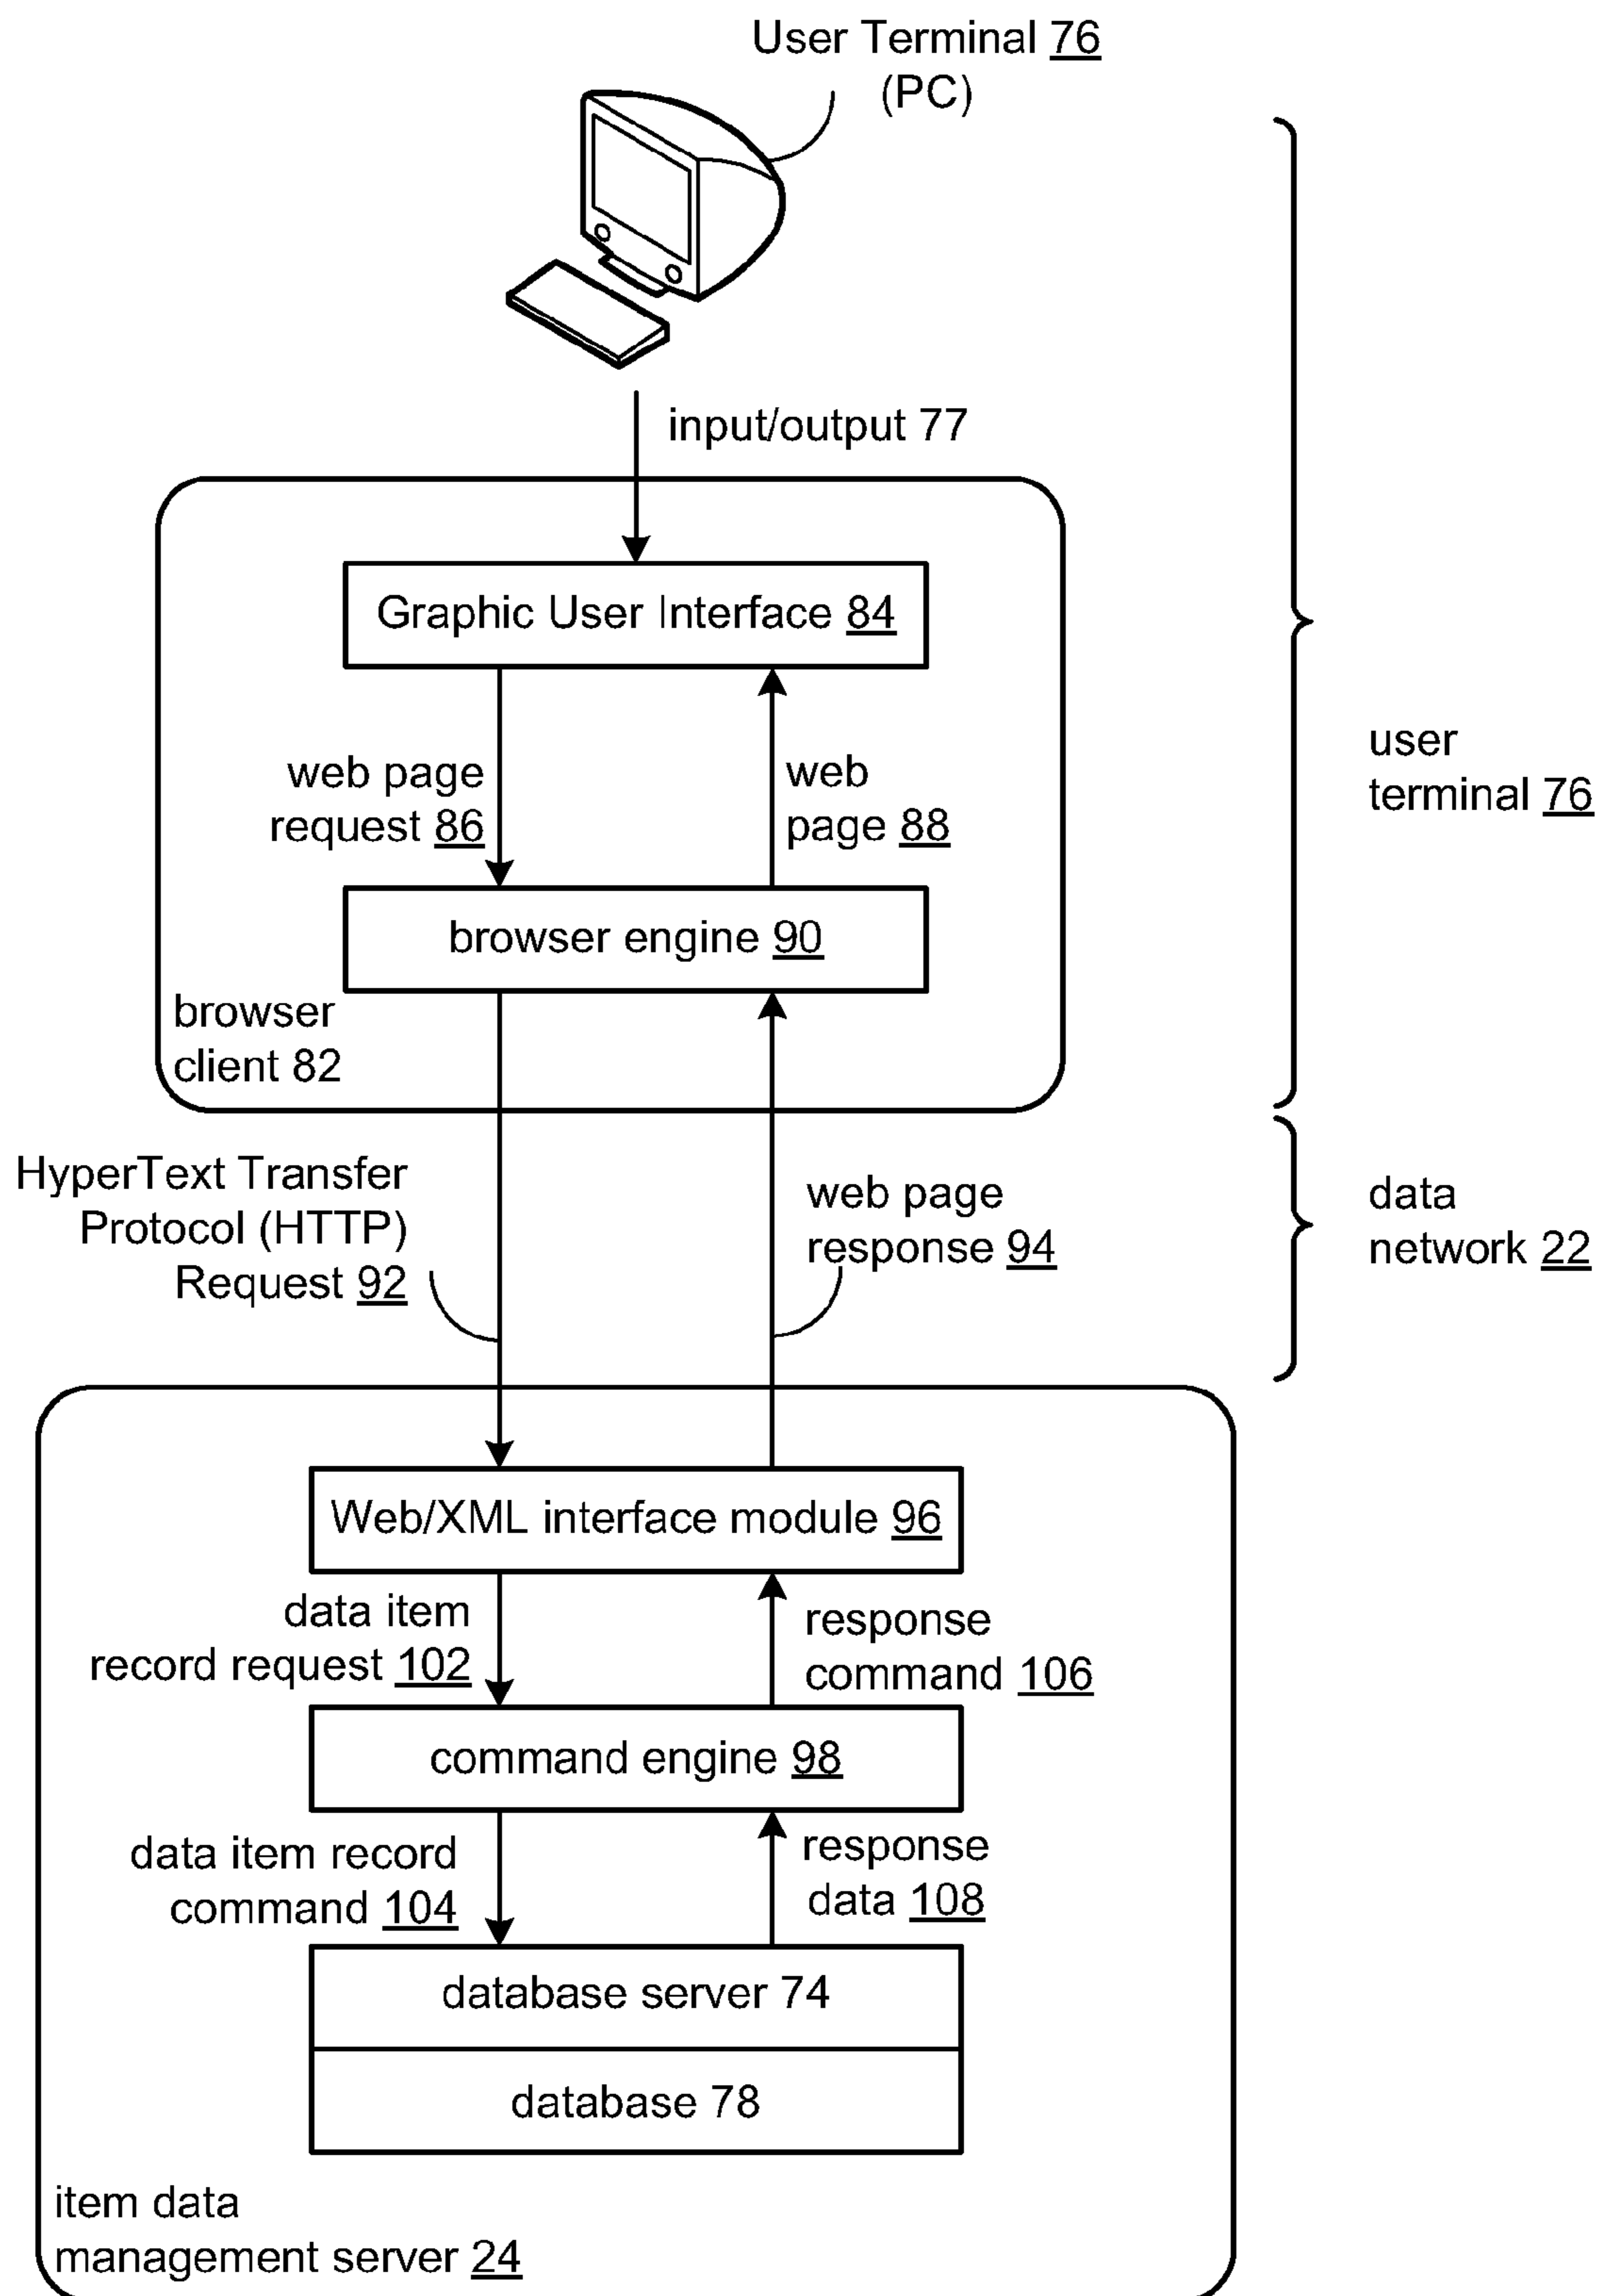 User Terminal 76
(PC)
input/output 77
Graphic User Interface 84
web page
request 86
web
page 88
user
terminal 76
browser engine 90
browser
client 82
HyperText Transfer
Protocol (HTTP)
Request 92
web page
response 94
data
network 22
Web/XML interface module 96
data item
record request 102
response
command 106
command engine 98
data item record
command 104
response
data 108
database server 74
database 78
item data
management server 24